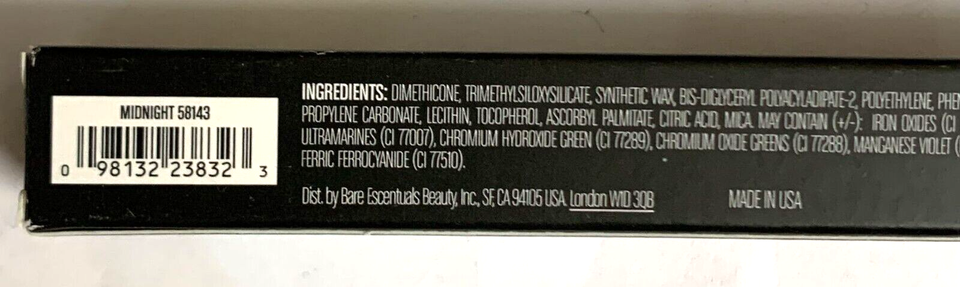 MIDNIGHT 58143
0 98132 23832 3
INGREDIENTS: DIMETHICONE, TRIMETHYLSILOXYSILICATE, SYNTHETIC WAX, BIS-DIGLYCERYL POLYACYLADIPATE-2, POLYETHYLENE,
PROPYLENE CARBONATE, LECITHIN, TOCOPHEROL, ASCORBYL PALMITATE, CITRIC ACID, MICA. MAY CONTAIN (+/-): IRON OXIDES (CI
ULTRAMARINES (CI 77007), CHROMIUM HYDROXIDE GREEN (CI 77289), CHROMIUM OXIDE GREENS (CI 77288), MANGANESE VIOLET (
FERRIC FERROCYANIDE (CI 77510).
Dist. by Bare Escentuals Beauty, Inc., SF, CA 94105 USA. London W1D 3QB
MADE IN USA